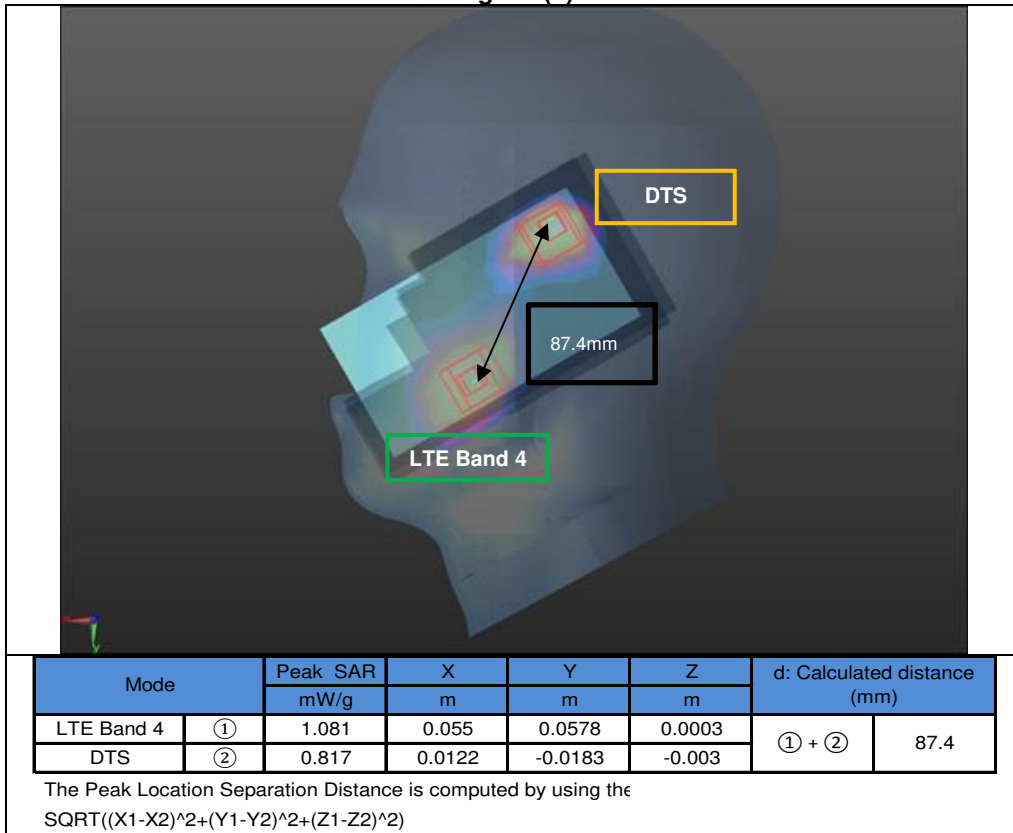 DTS
87.4mm
LTE Band 4
Mode Peak SAR X Y Z d: Calculated distance
mW/g m m m (mm)
LTE Band 4 ① 1.081 0.055 0.0578 0.0003 ① + ② 87.4
DTS ② 0.817 0.0122 -0.0183 -0.003
The Peak Location Separation Distance is computed by using the
SQRT((X1-X2)^2+(Y1-Y2)^2+(Z1-Z2)^2)